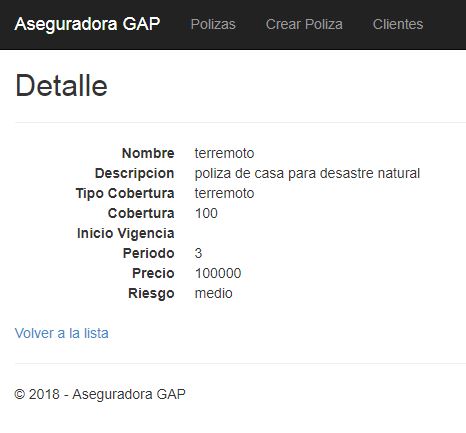 Aseguradora GAP Polizas Crear Poliza Clientes
Detalle
Nombre terremoto
Descripcion poliza de casa para desastre natural
Tipo Cobertura terremoto
Cobertura 100
Inicio Vigencia
Periodo 3
Precio 100000
Riesgo medio
Volver a la lista
© 2018 - Aseguradora GAP